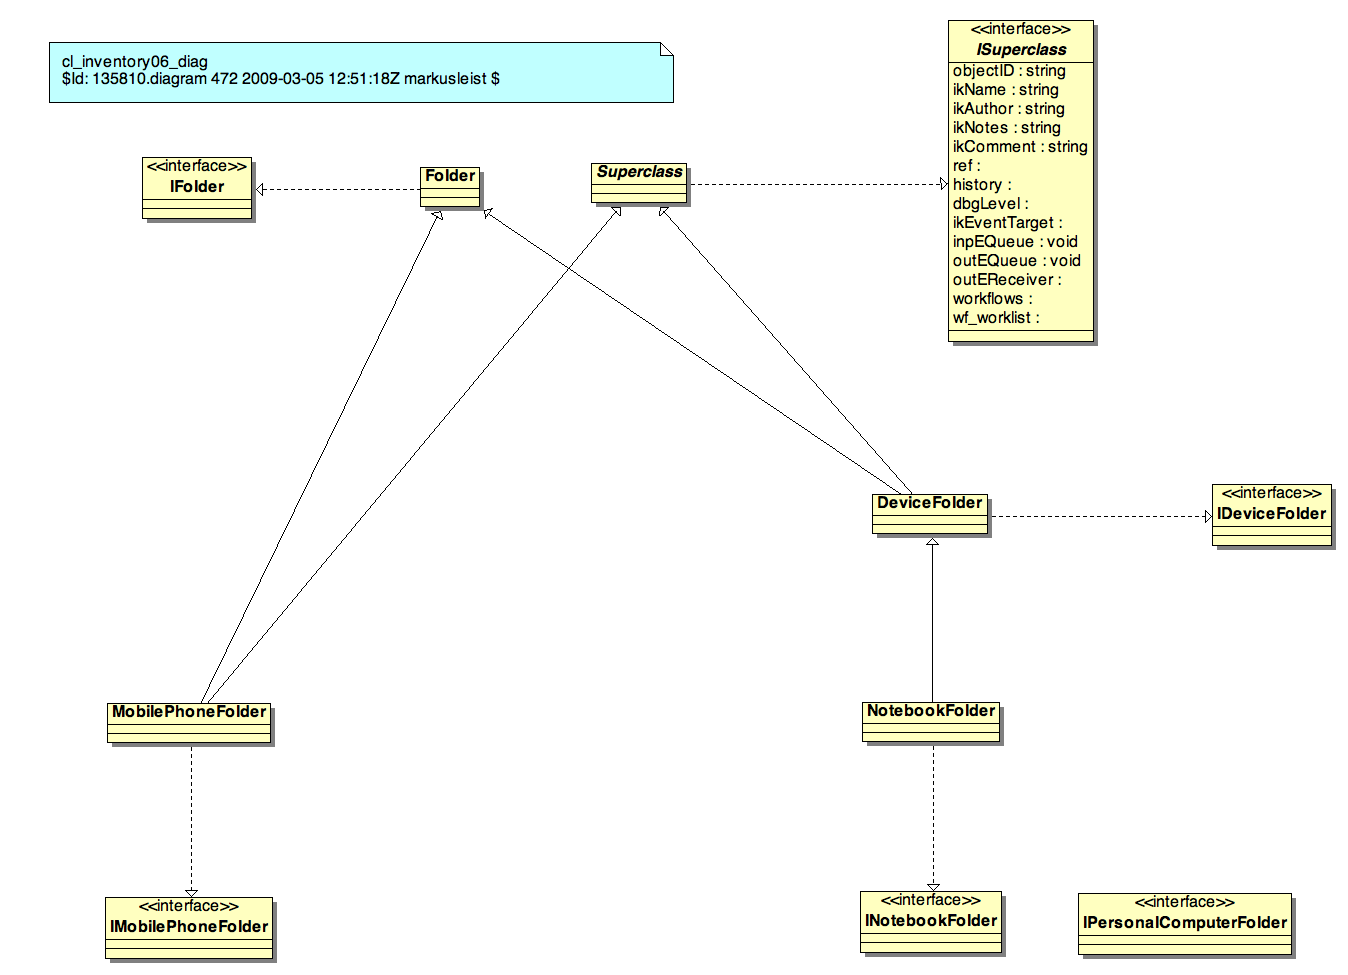 cl_inventory06_diag
$Id: 135810.diagram 472 2009-03-05 12:51:18Z markusleist $
<<interface>>
ISuperclass
objectID : string
ikName : string
ikAuthor : string
ikNotes : string
ikComment : string
ref :
history :
dbgLevel :
ikEventTarget :
inpEQueue : void
outEQueue : void
outEReceiver :
workflows :
wf_worklist :
<<interface>>
IFolder
Folder
Superclass
DeviceFolder
<<interface>>
IDeviceFolder
MobilePhoneFolder
NotebookFolder
<<interface>>
IMobilePhoneFolder
<<interface>>
INotebookFolder
<<interface>>
IPersonalComputerFolder